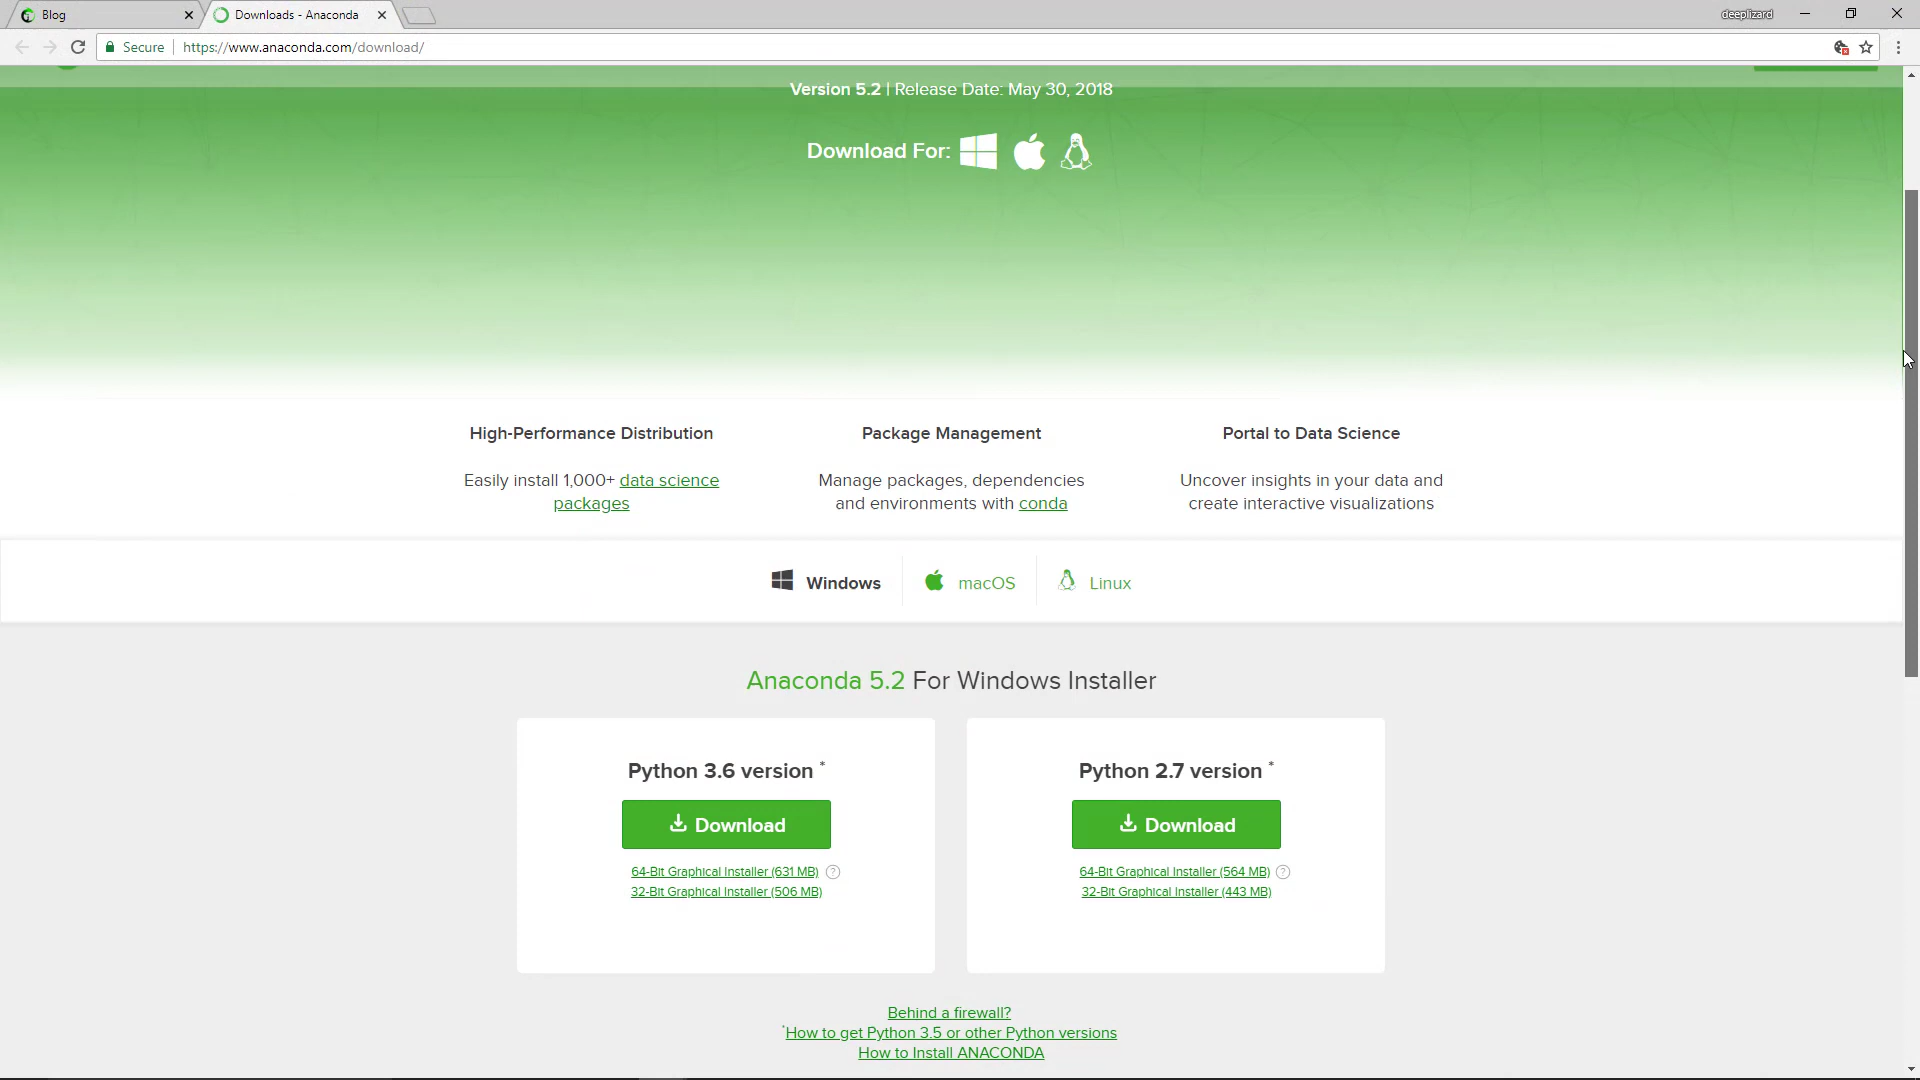 Blog
Downloads - Anaconda
deeplizard
Secure
https://www.anaconda.com/download/
Version 5.2 | Release Date: May 30, 2018
Download For:
High-Performance Distribution
Easily install 1,000+ data science
packages
Package Management
Manage packages, dependencies
and environments with conda
Portal to Data Science
Uncover insights in your data and
create interactive visualizations
Windows
macOS
Linux
Anaconda 5.2 For Windows Installer
Python 3.6 version *
Download
64-Bit Graphical Installer (631 MB) ?
32-Bit Graphical Installer (506 MB)
Python 2.7 version *
Download
64-Bit Graphical Installer (564 MB) ?
32-Bit Graphical Installer (443 MB)
Behind a firewall?
*How to get Python 3.5 or other Python versions
How to Install ANACONDA